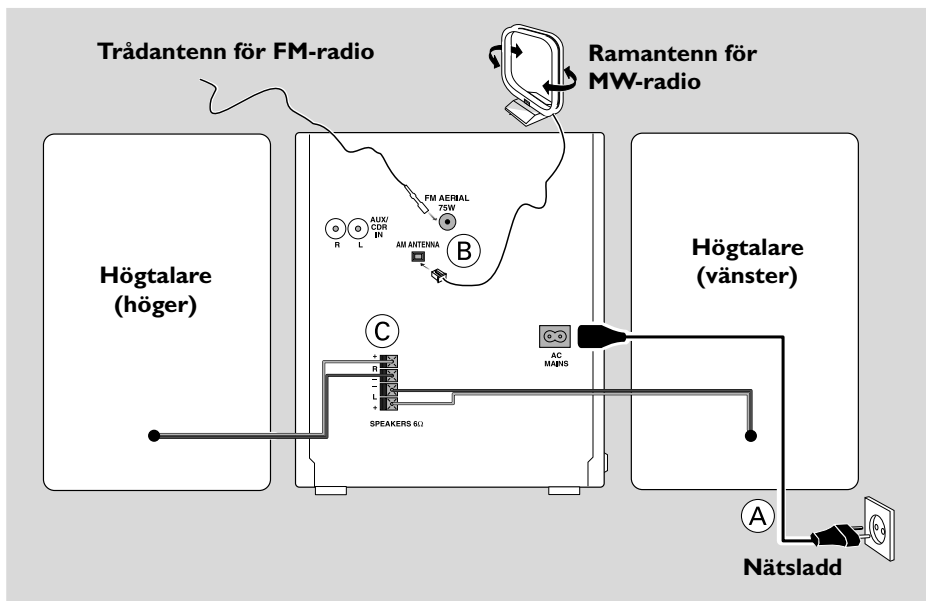 Trådantenn för FM-radio
Ramantenn för
MW-radio
FM AERIAL
75W
AUX/
CDR
IN
R L
AM ANTENNA
B
Högtalare
(höger)
Högtalare
(vänster)
C
+
R
–
–
L
+
SPEAKERS 6Ω
AC
MAINS
A
Nätsladd